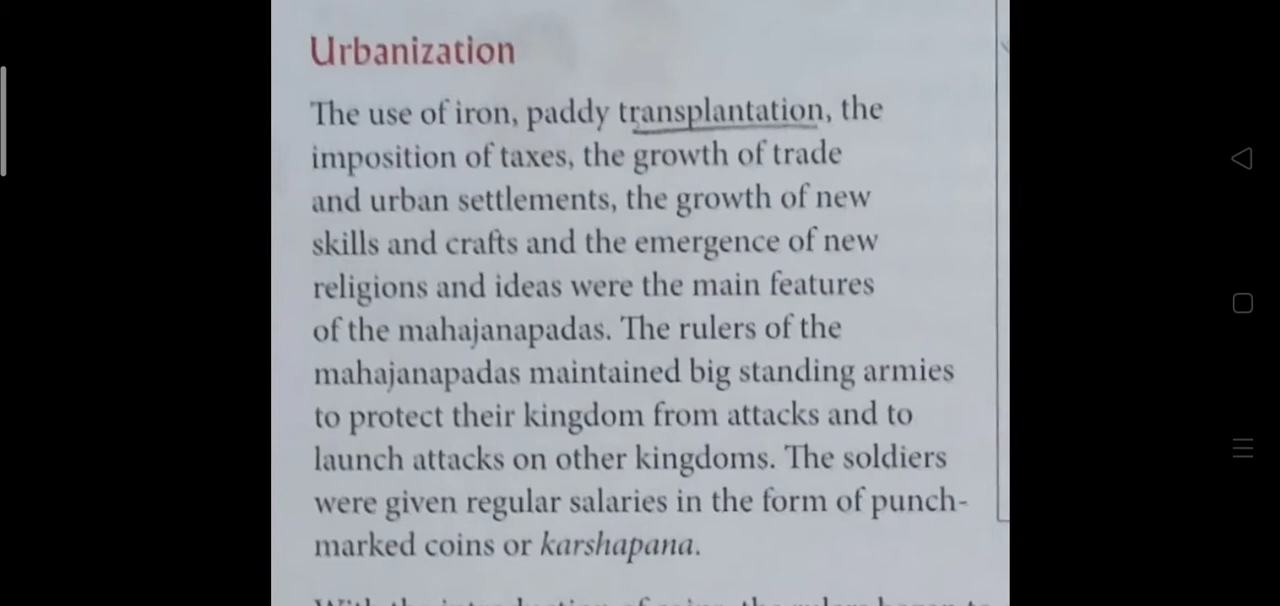 Urbanization
The use of iron, paddy transplantation, the
imposition of taxes, the growth of trade
and urban settlements, the growth of new
skills and crafts and the emergence of new
religions and ideas were the main features
of the mahajanapadas. The rulers of the
mahajanapadas maintained big standing armies
to protect their kingdom from attacks and to
launch attacks on other kingdoms. The soldiers
were given regular salaries in the form of punch-
marked coins or karshapana.